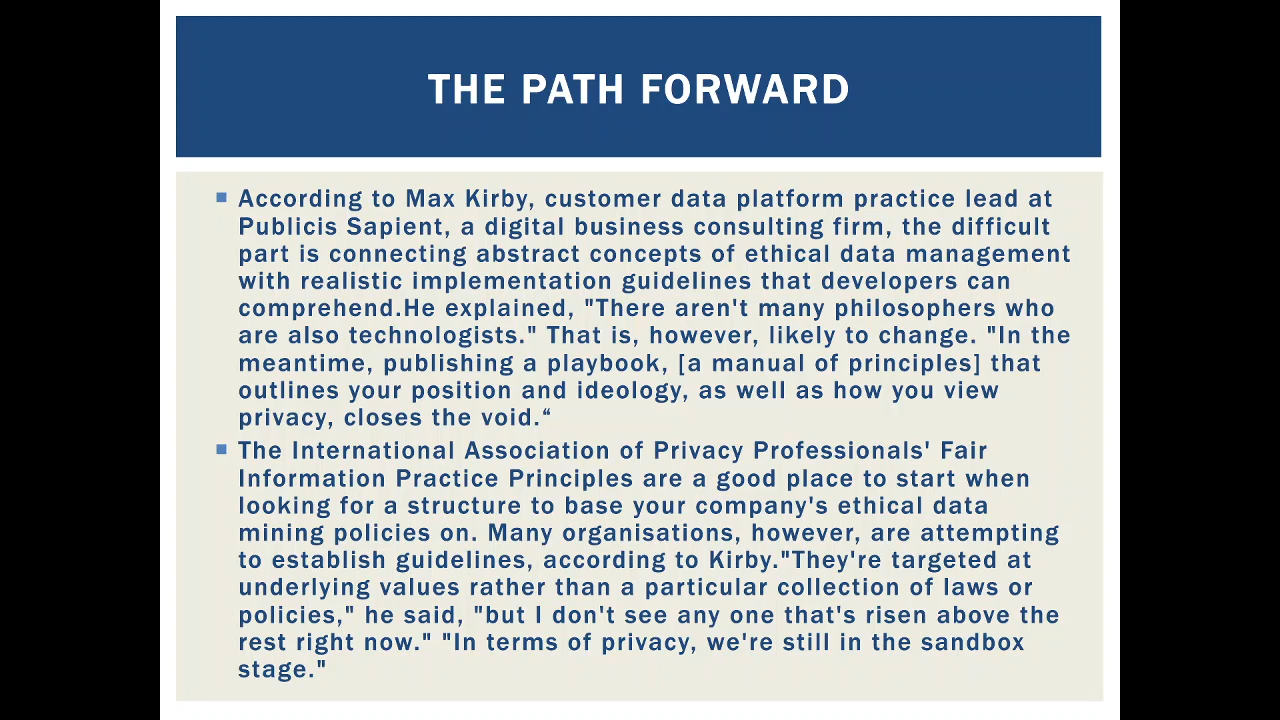 THE PATH FORWARD
According to Max Kirby, customer data platform practice lead at
Publicis Sapient, a digital business consulting firm, the difficult
part is connecting abstract concepts of ethical data management
with realistic implementation guidelines that developers can
comprehend.He explained, "There aren't many philosophers who
are also technologists." That is, however, likely to change. "In the
meantime, publishing a playbook, [a manual of principles] that
outlines your position and ideology, as well as how you view
privacy, closes the void.“
The International Association of Privacy Professionals' Fair
Information Practice Principles are a good place to start when
looking for a structure to base your company's ethical data
mining policies on. Many organisations, however, are attempting
to establish guidelines, according to Kirby."They're targeted at
underlying values rather than a particular collection of laws or
policies," he said, "but I don't see any one that's risen above the
rest right now." "In terms of privacy, we're still in the sandbox
stage."